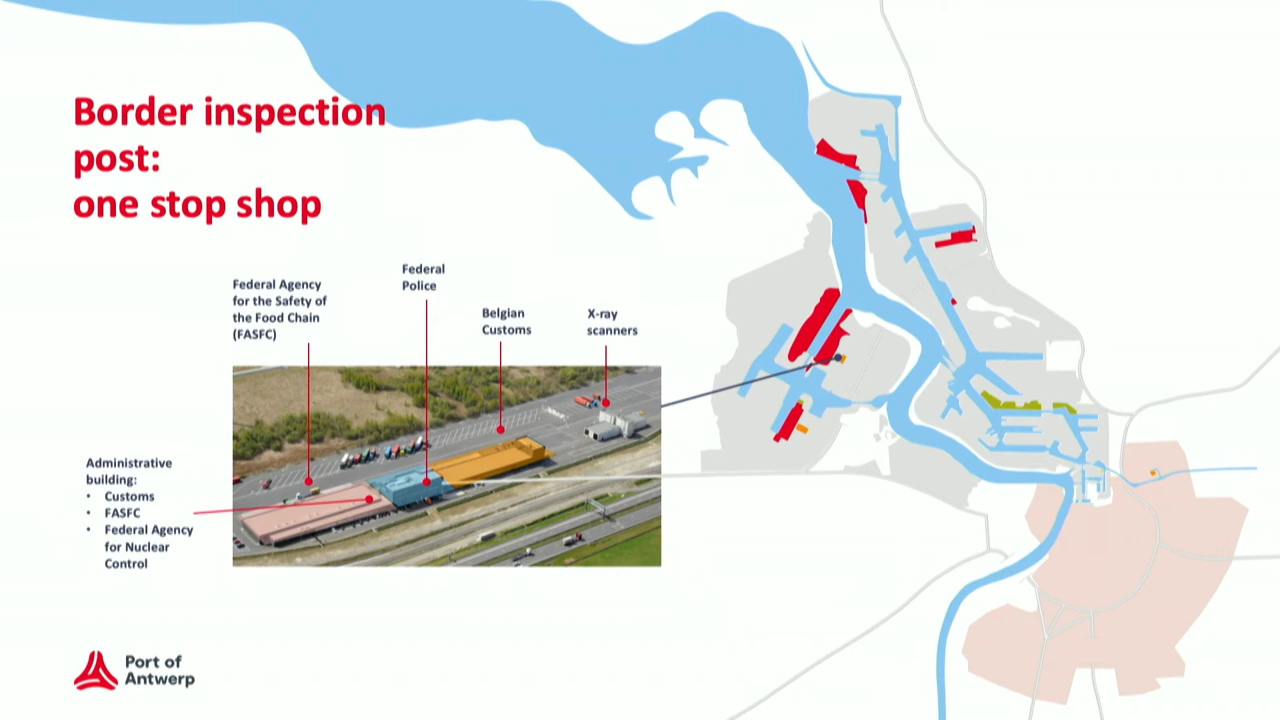 Border inspection
post:
one stop shop
Federal Agency
for the Safety of
the Food Chain
(FASFC)
Federal
Police
Belgian
Customs
X-ray
scanners
Administrative
building:
• Customs
• FASFC
• Federal Agency
for Nuclear
Control
Port of
Antwerp